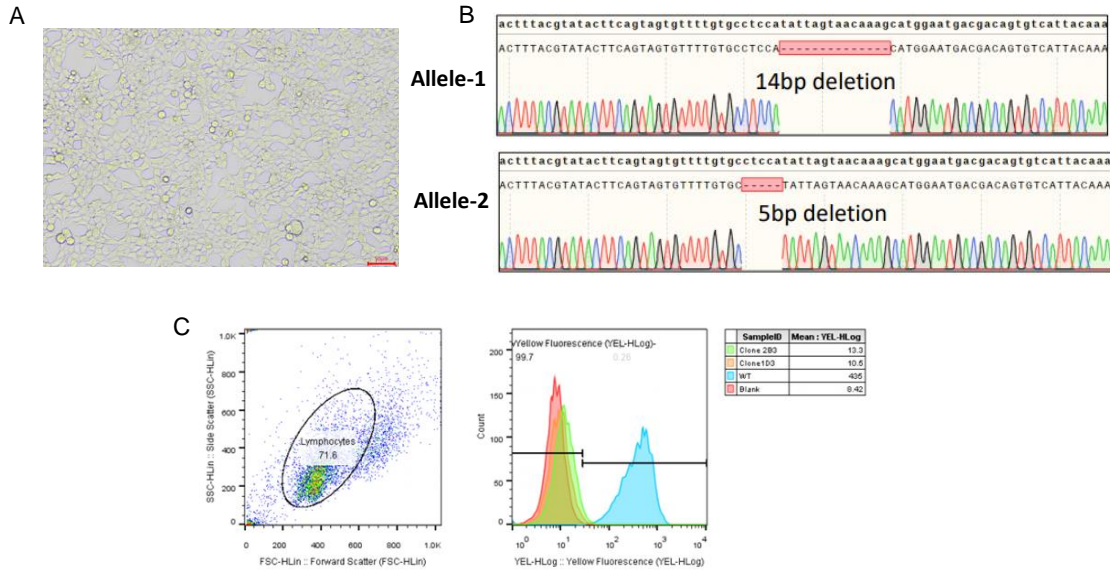 A
B
actttacgtatacttcagtagtgttttgtgcctccatattagtaacaaagcatggaatgacgacagtgtcattacaaa
ACTTTACGTATACTTCAGTAGTGTTTTGTGCCTCCA--------------CATGGAATGACGACAGTGTCATTACAAA
Allele-1
14bp deletion
actttacgtatacttcagtagtgttttgtgcctccatattagtaacaaagcatggaatgacgacagtgtcattacaaa
ACTTTACGTATACTTCAGTAGTGTTTTGTGC-----TATTAGTAACAAAGCATGGAATGACGACAGTGTCATTACAAA
Allele-2
5bp deletion
C
SSC-HLin :: Side Scatter (SSC-HLin)
1.0K
800
600
400
200
0
Lymphocytes
71.6
0 200 400 600 800 1.0K
FSC-HLin :: Forward Scatter (FSC-HLin)
Count
200
150
100
50
0
Yellow Fluorescence (YEL-HLog)-
99.7 0.28
10^0 10^1 10^2 10^3 10^4
YEL-HLog :: Yellow Fluorescence (YEL-HLog)
SampleID Mean : YEL-HLog
Clone 2B3 13.3
Clone1D3 10.5
WT 435
Blank 8.42